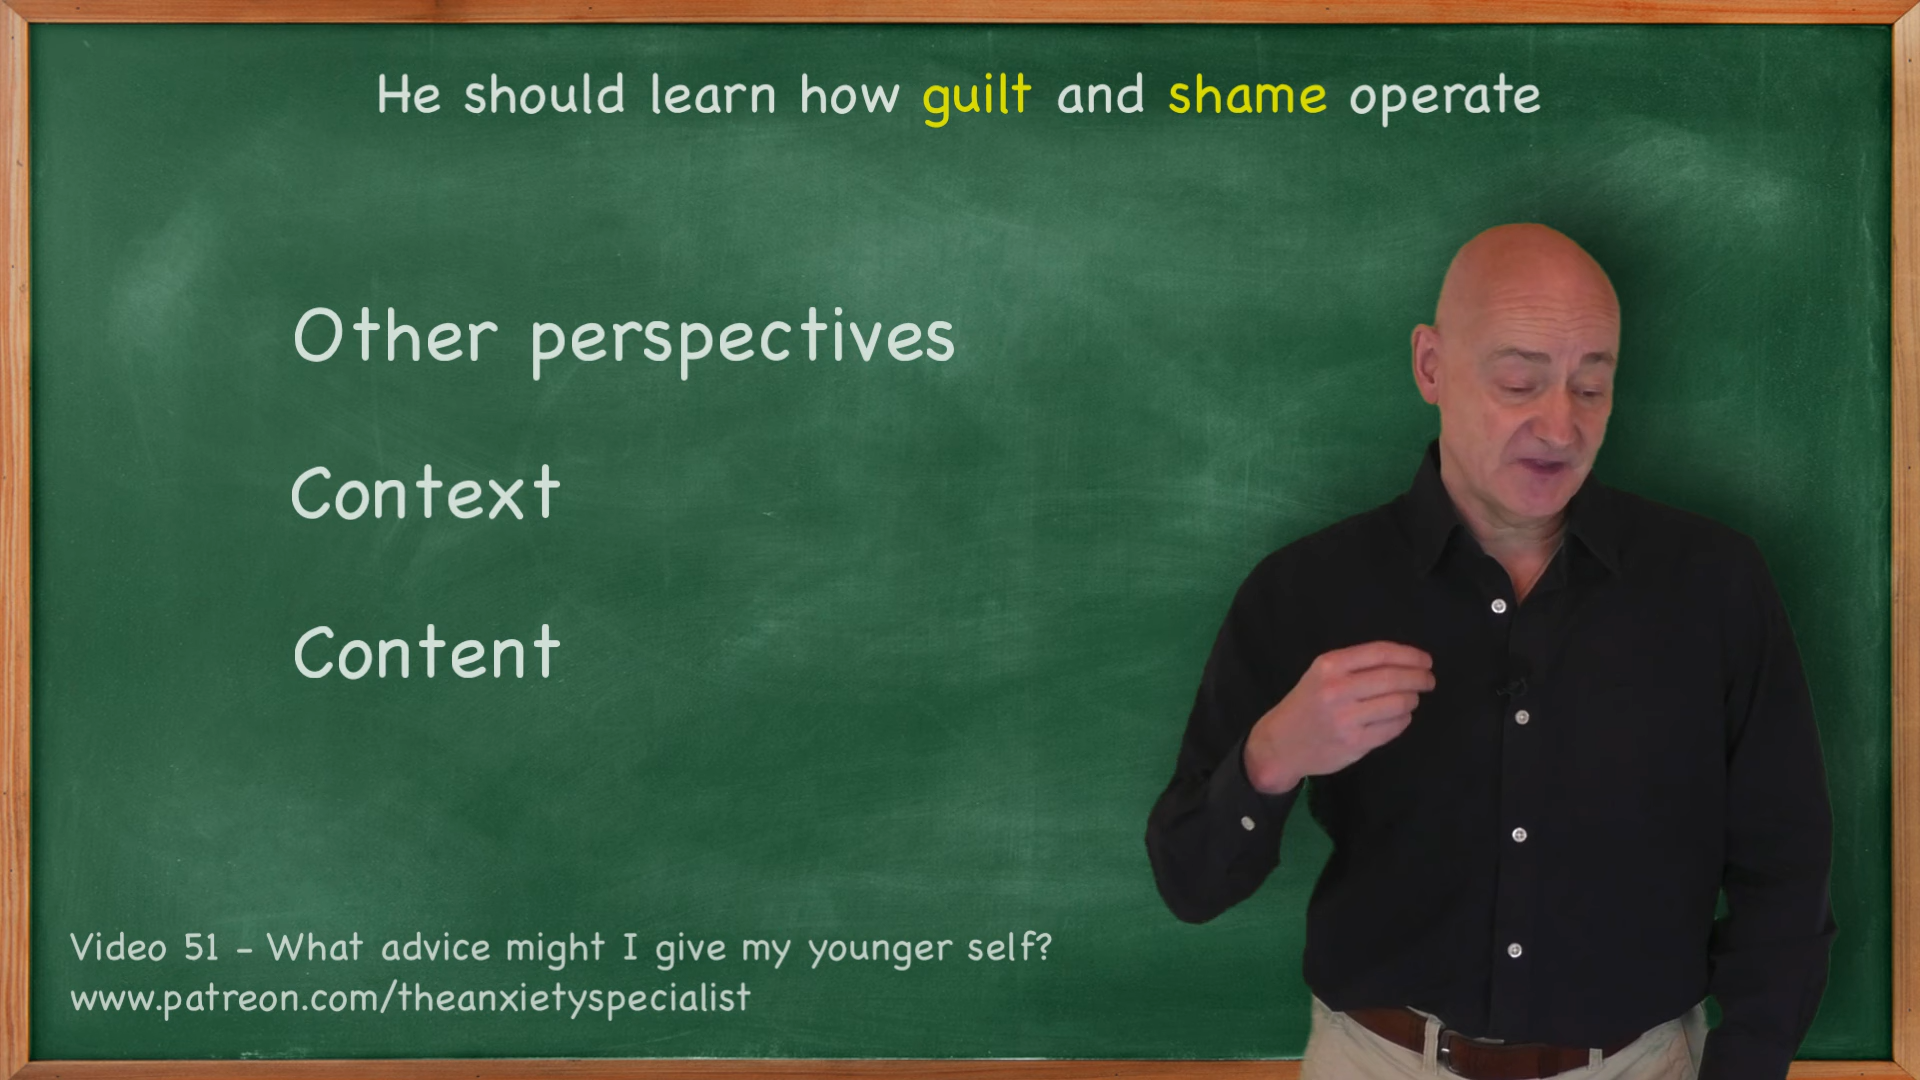 He should learn how guilt and shame operate
Other perspectives
Context
Content
Video 51 - What advice might I give my younger self?
www.patreon.com/theanxietyspecialist